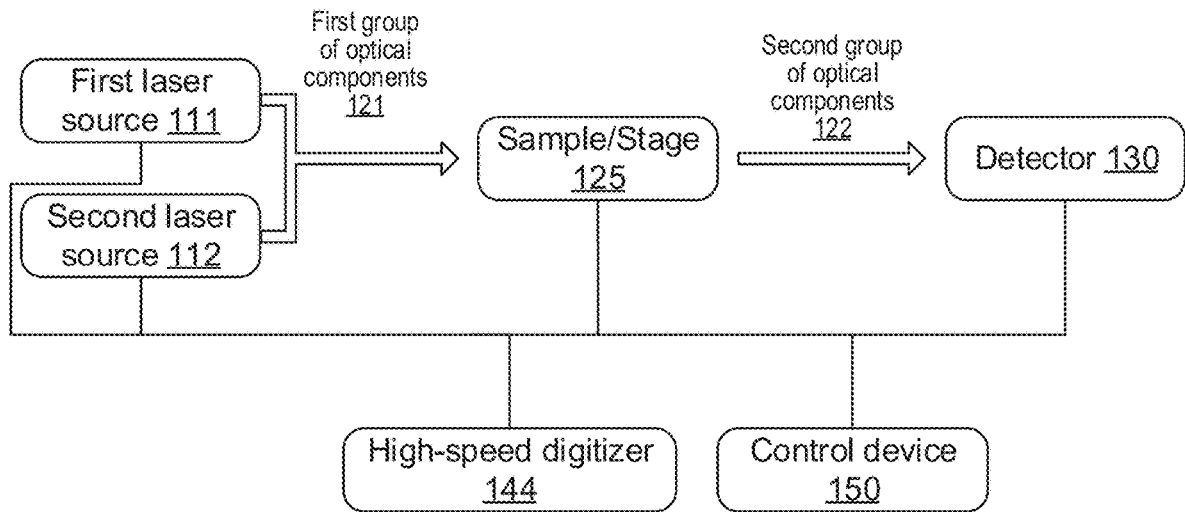 First group
of optical
components
121
First laser
source 111
Second laser
source 112
Sample/Stage
125
Second group
of optical
components
122
Detector 130
High-speed digitizer
144
Control device
150